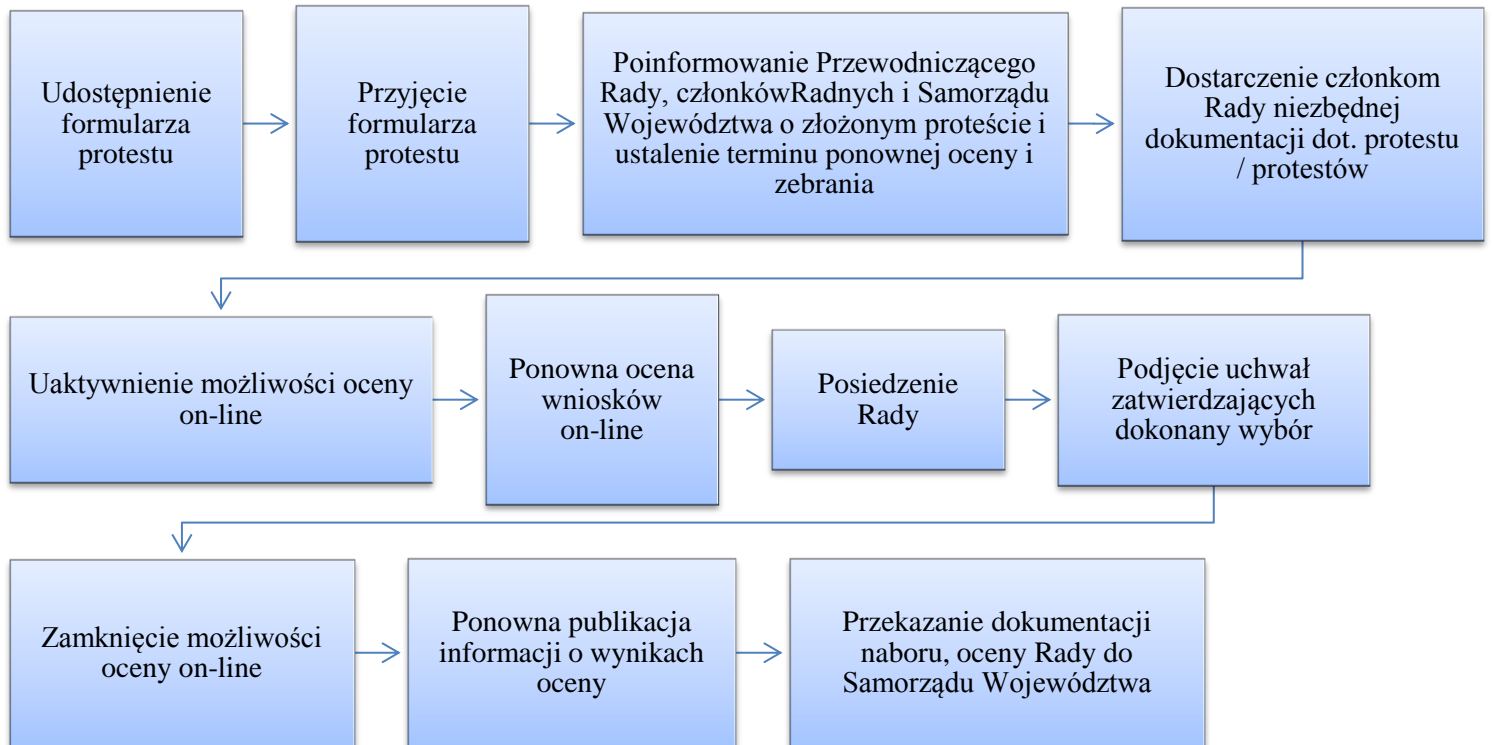 Udostępnienie
formularza
protestu
Przyjęcie
formularza
protestu
Poinformowanie Przewodniczącego
Rady, członkówRadnych i Samorządu
Województwa o złożonym proteście i
ustalenie terminu ponownej oceny i
zebrania
Dostarczenie członkom
Rady niezbędnej
dokumentacji dot. protestu
/ protestów
Uaktywnienie możliwości oceny
on-line
Ponowna ocena
wniosków
on-line
Posiedzenie
Rady
Podjęcie uchwał
zatwierdzających
dokonany wybór
Zamknięcie możliwości
oceny on-line
Ponowna publikacja
informacji o wynikach
oceny
Przekazanie dokumentacji
naboru, oceny Rady do
Samorządu Województwa